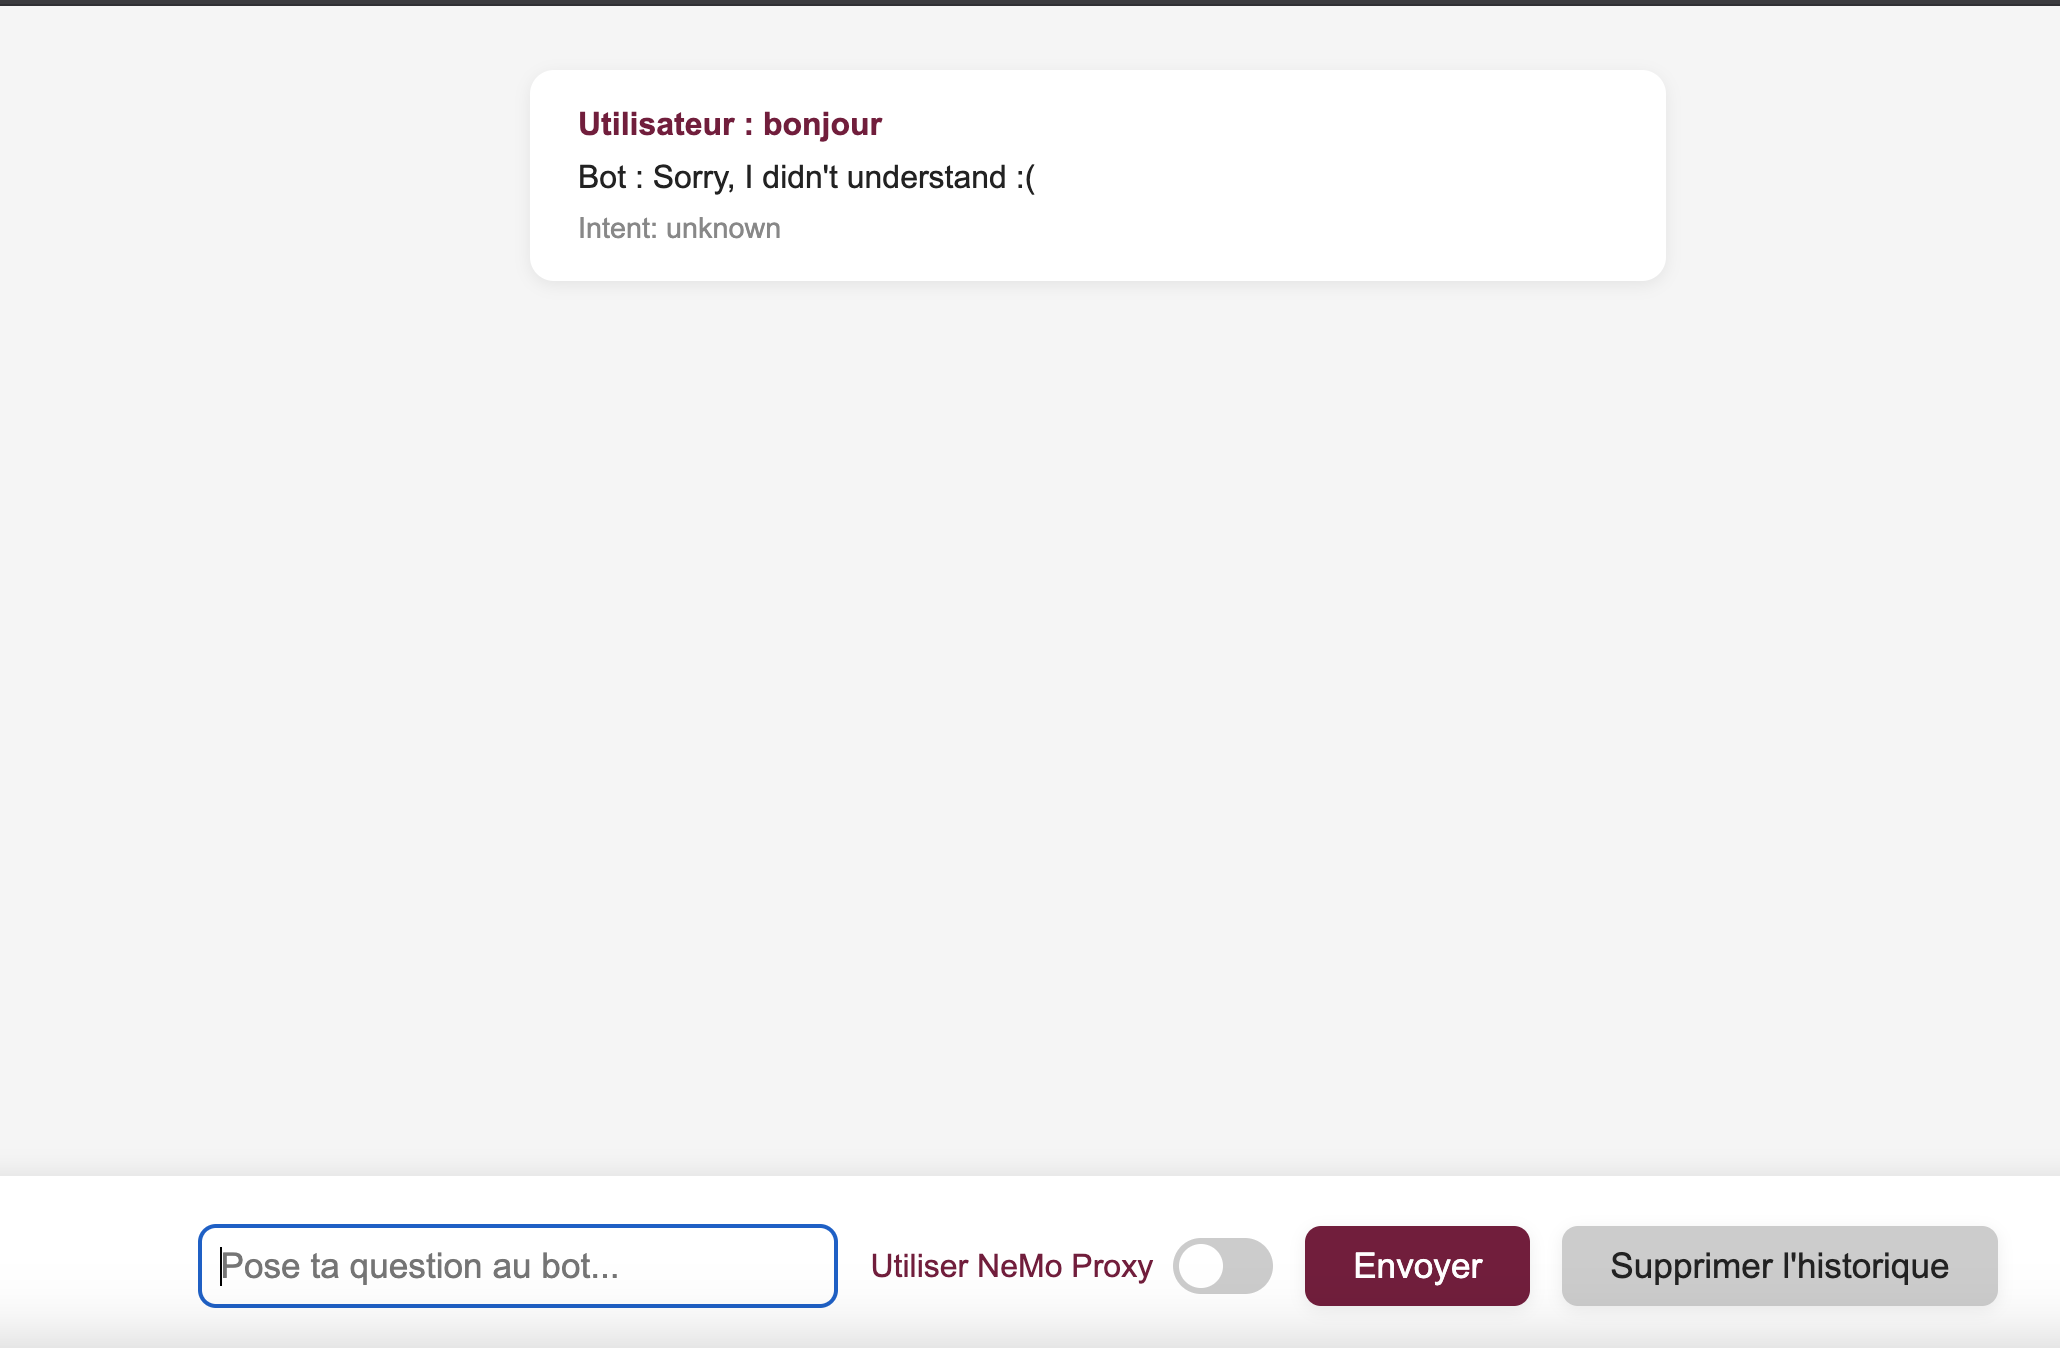 Utilisateur : bonjour
Bot : Sorry, I didn't understand :(
Intent: unknown
Pose ta question au bot...
Utiliser NeMo Proxy
Envoyer
Supprimer l'historique